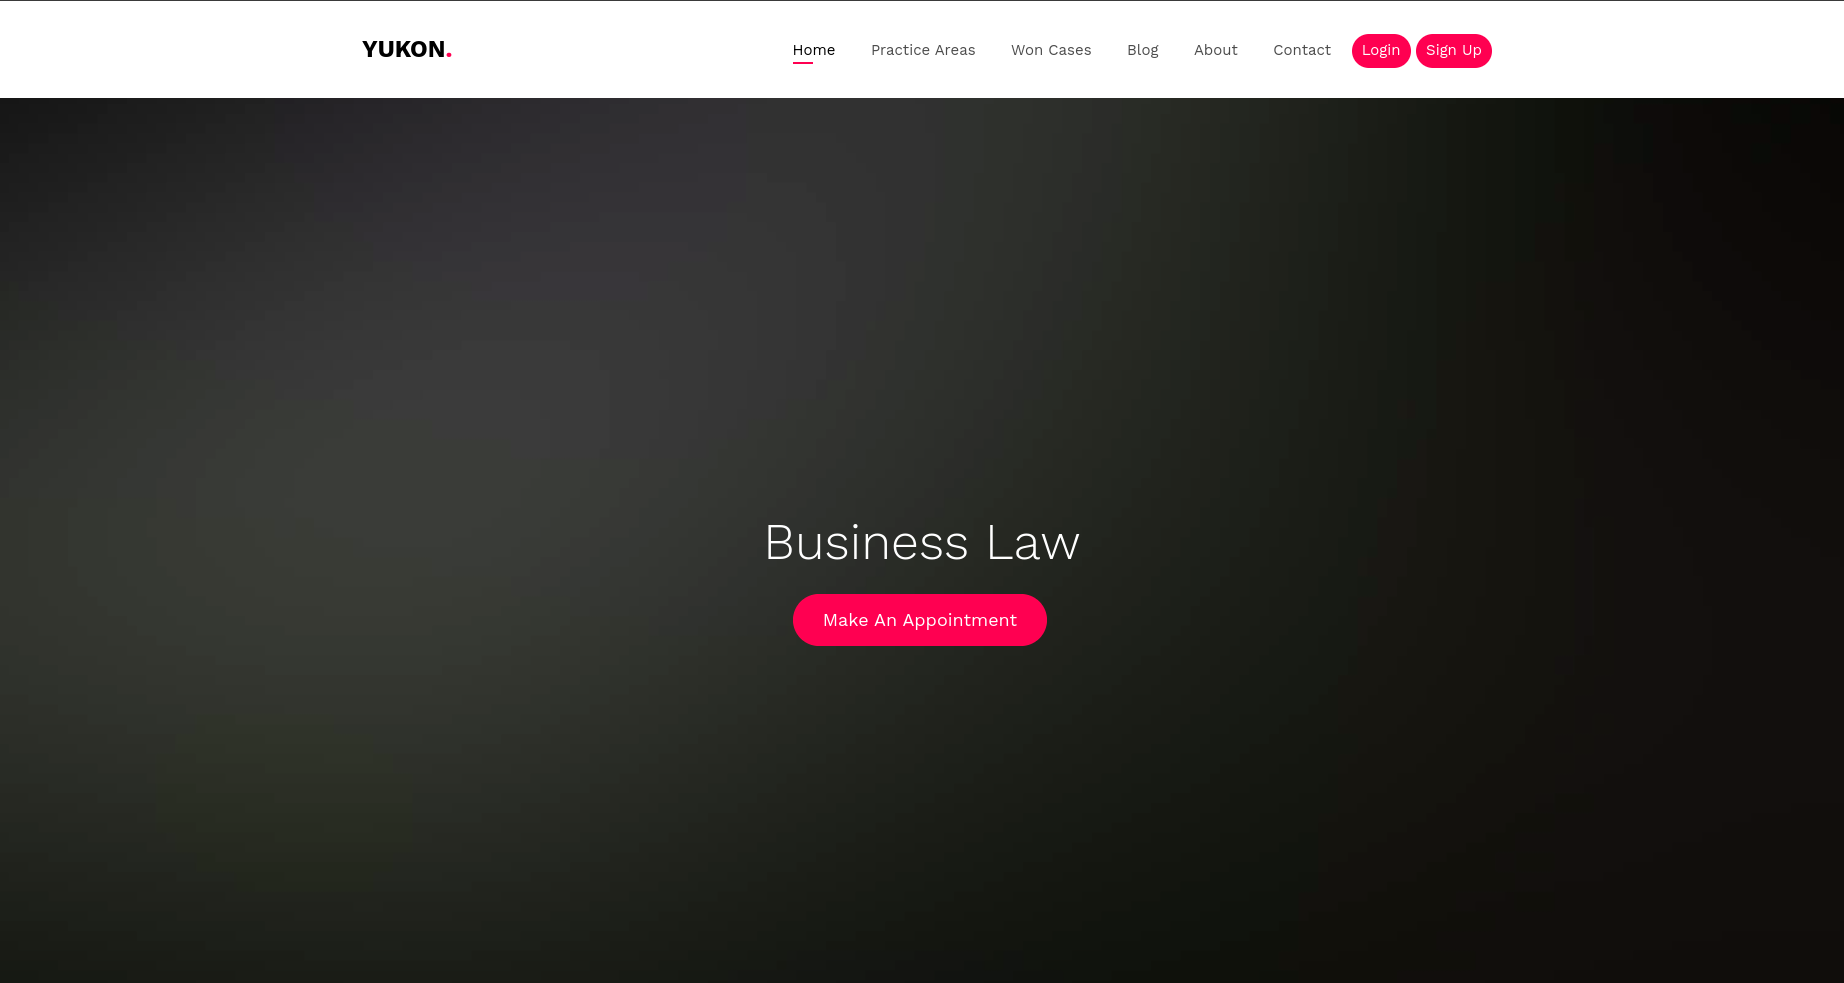 YUKON.
Home Practice Areas Won Cases Blog About Contact Login Sign Up
Business Law
Make An Appointment